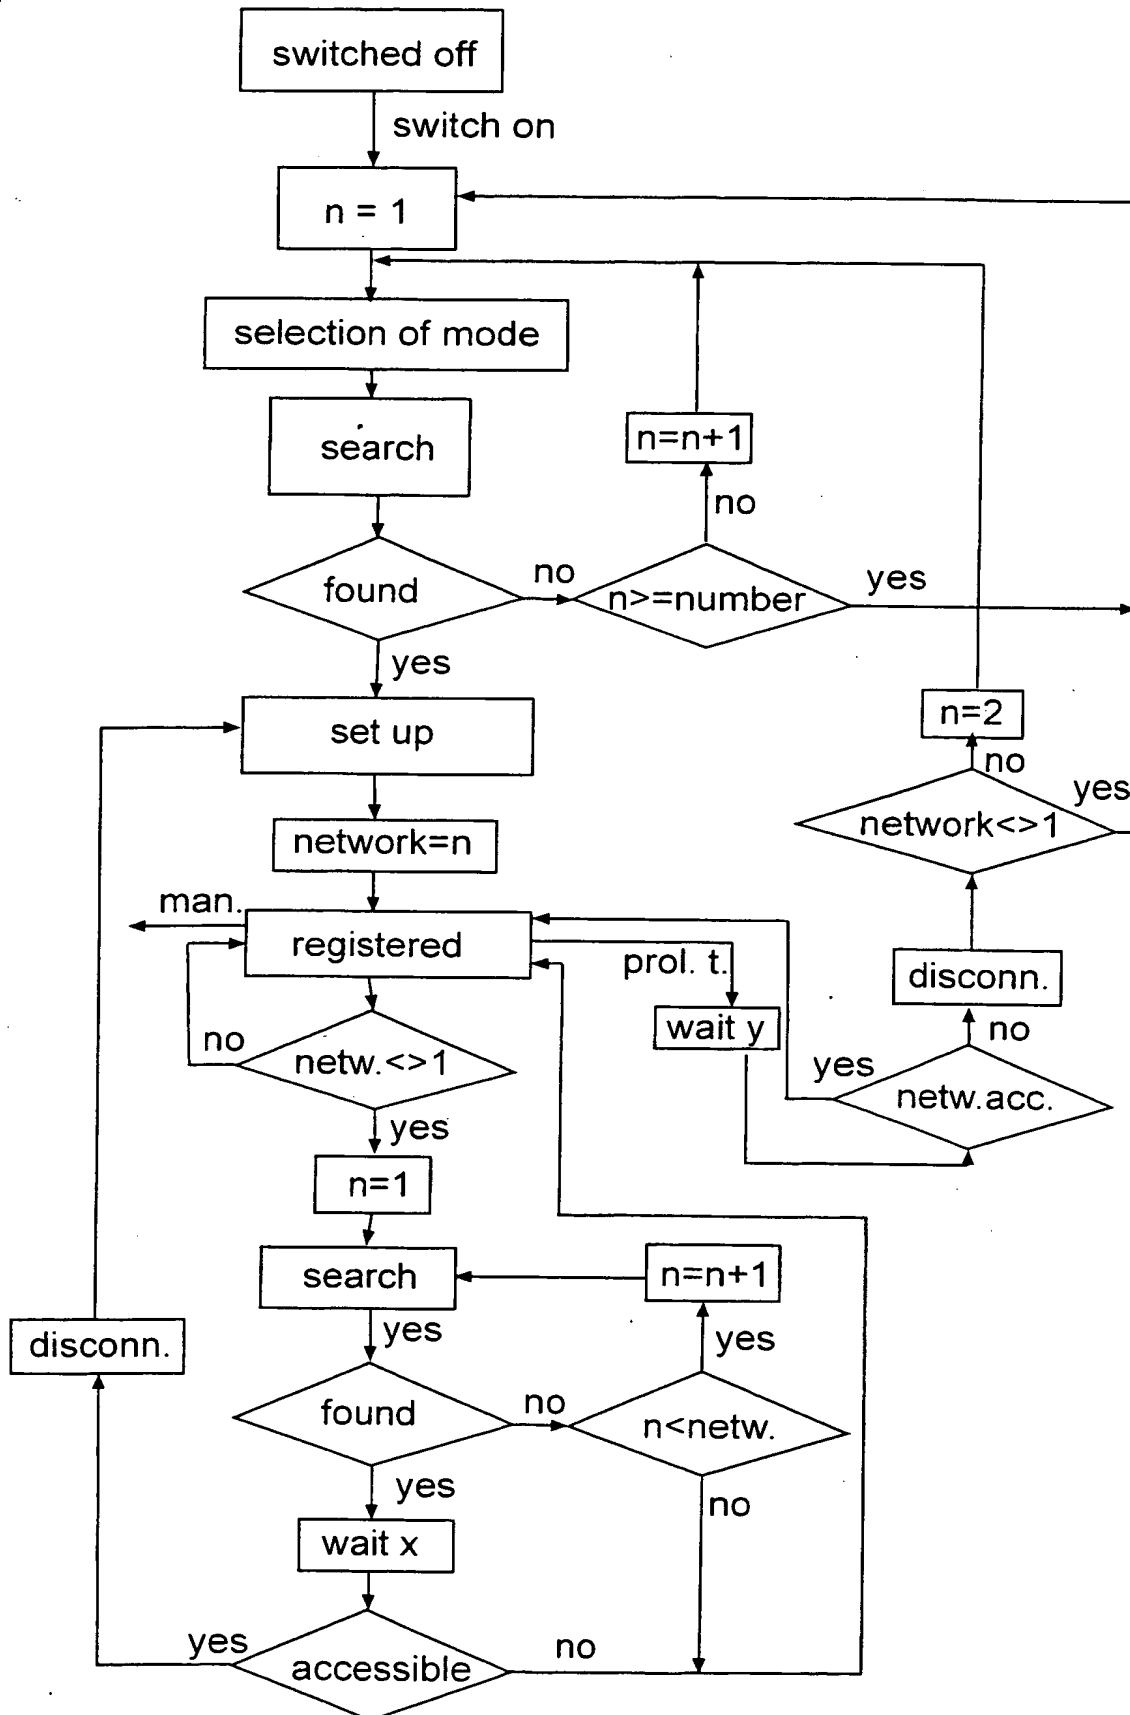 switched off
switch on
n = 1
selection of mode
search
n=n+1
no
found
no
n>=number
yes
yes
set up
n=2
no
yes
network<>1
network=n
man.
registered
prol. t.
disconn.
wait y
no
no
netw.<>1
yes
netw.acc.
yes
n=1
search
n=n+1
yes
yes
disconn.
found
no
n<netw.
yes
no
wait x
yes
accessible
no